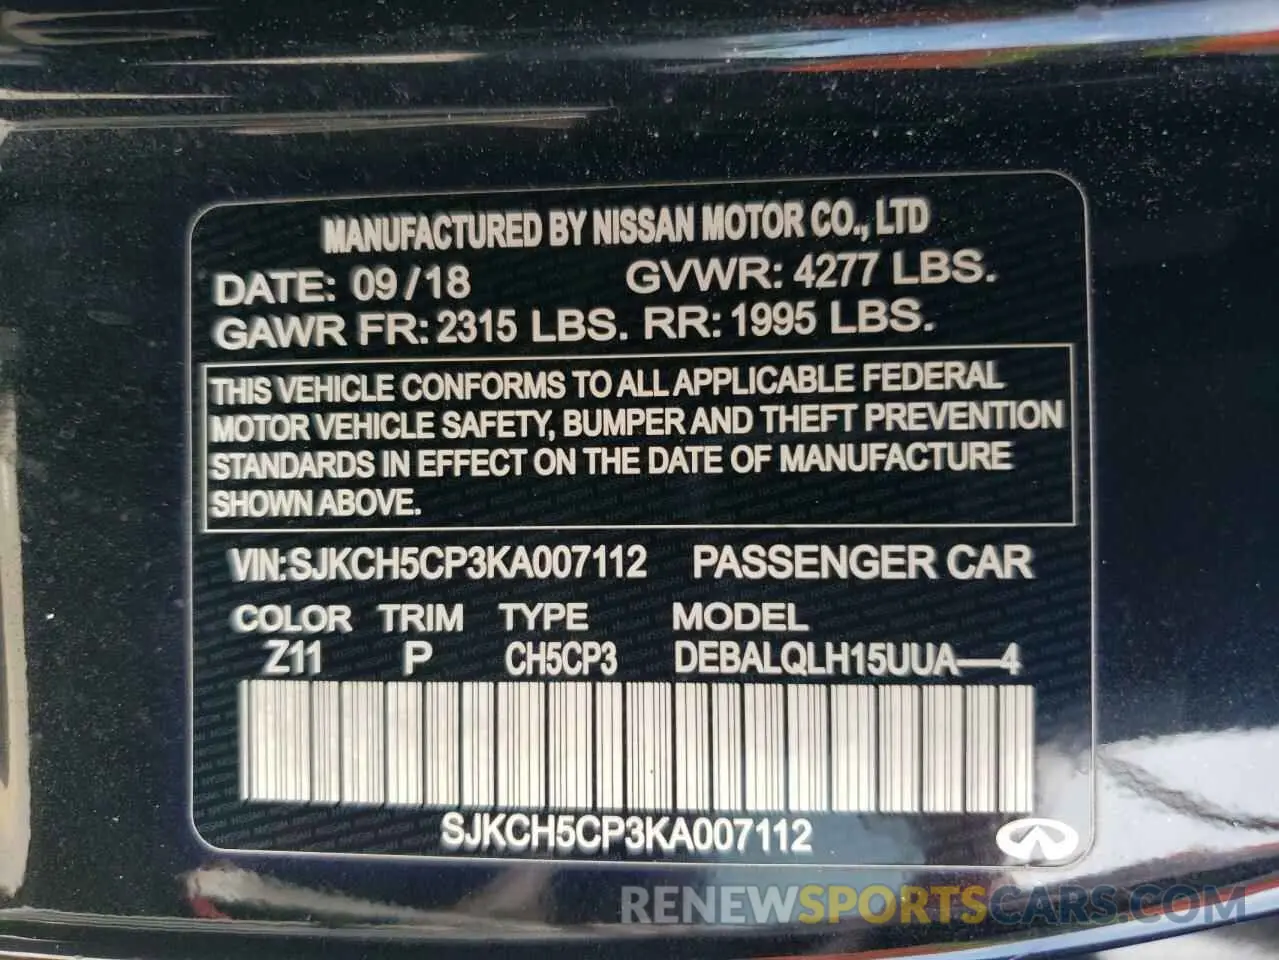 MANUFACTURED BY NISSAN MOTOR CO., LTD
DATE: 09/18 GVWR: 4277 LBS.
GAWR FR: 2315 LBS. RR: 1995 LBS.
THIS VEHICLE CONFORMS TO ALL APPLICABLE FEDERAL
MOTOR VEHICLE SAFETY, BUMPER AND THEFT PREVENTION
STANDARDS IN EFFECT ON THE DATE OF MANUFACTURE
SHOWN ABOVE.
VIN: SJKCH5CP3KA007112 PASSENGER CAR
COLOR TRIM TYPE MODEL
Z11 P CH5CP3 DEBALQLH15UUA—4
SJKCH5CP3KA007112
RENEWSPORTSCARS.COM